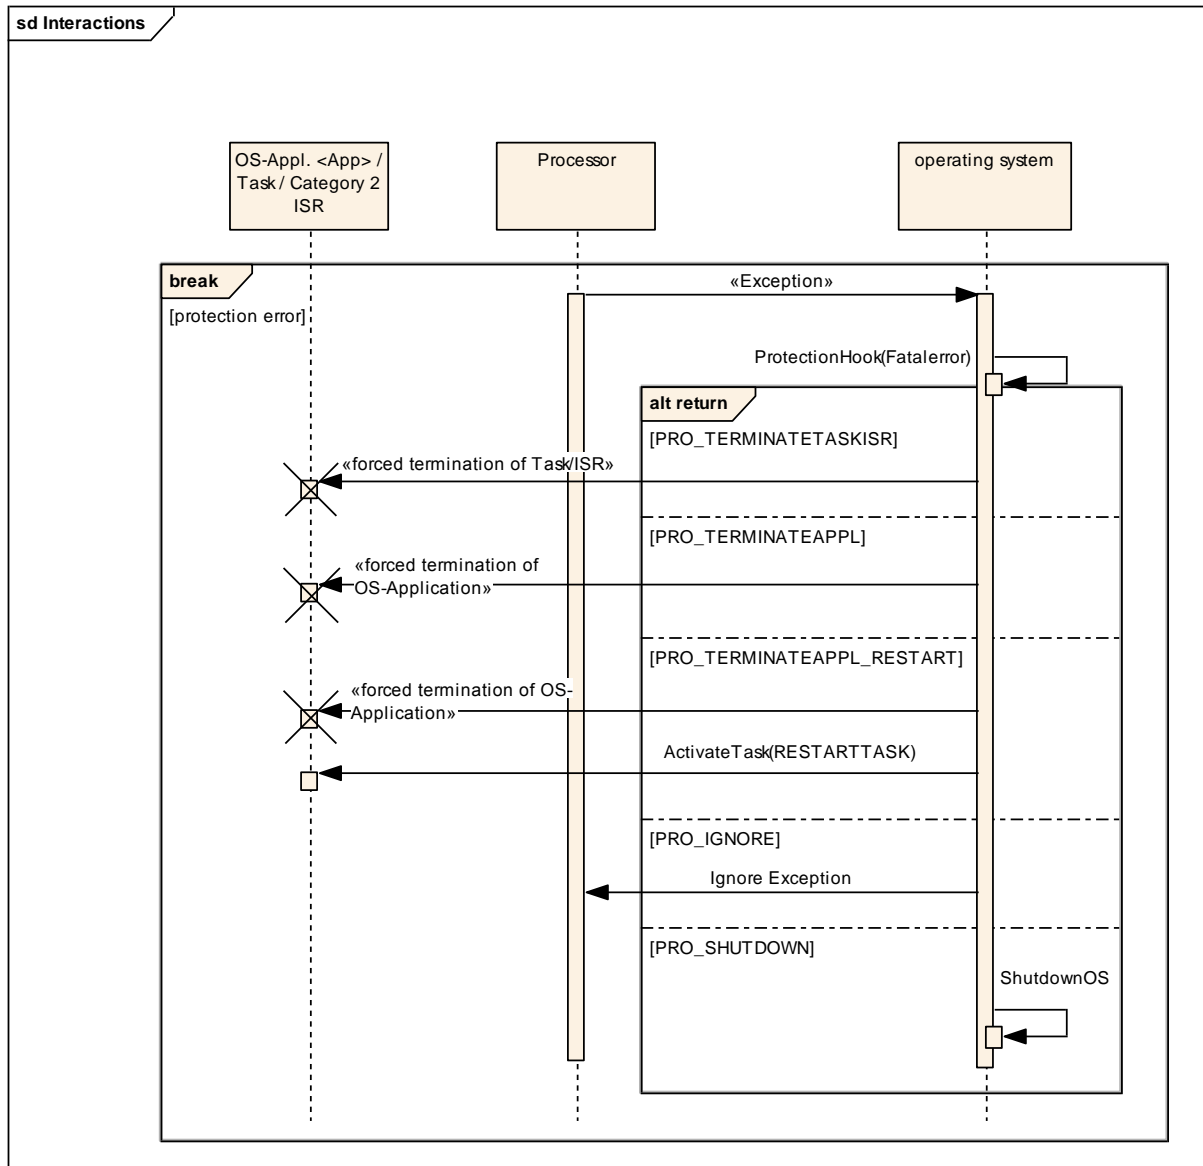 sd Interactions
OS-Appl. <App> /
Task / Category 2
ISR
Processor
operating system
break
[protection error]
«Exception»
ProtectionHook(Fatalerror)
alt return
[PRO_TERMINATETASKISR]
«forced termination of Task/ISR»
[PRO_TERMINATEAPPL]
«forced termination of
OS-Application»
[PRO_TERMINATEAPPL_RESTART]
«forced termination of OS-
Application»
ActivateTask(RESTARTTASK)
[PRO_IGNORE]
Ignore Exception
[PRO_SHUTDOWN]
ShutdownOS